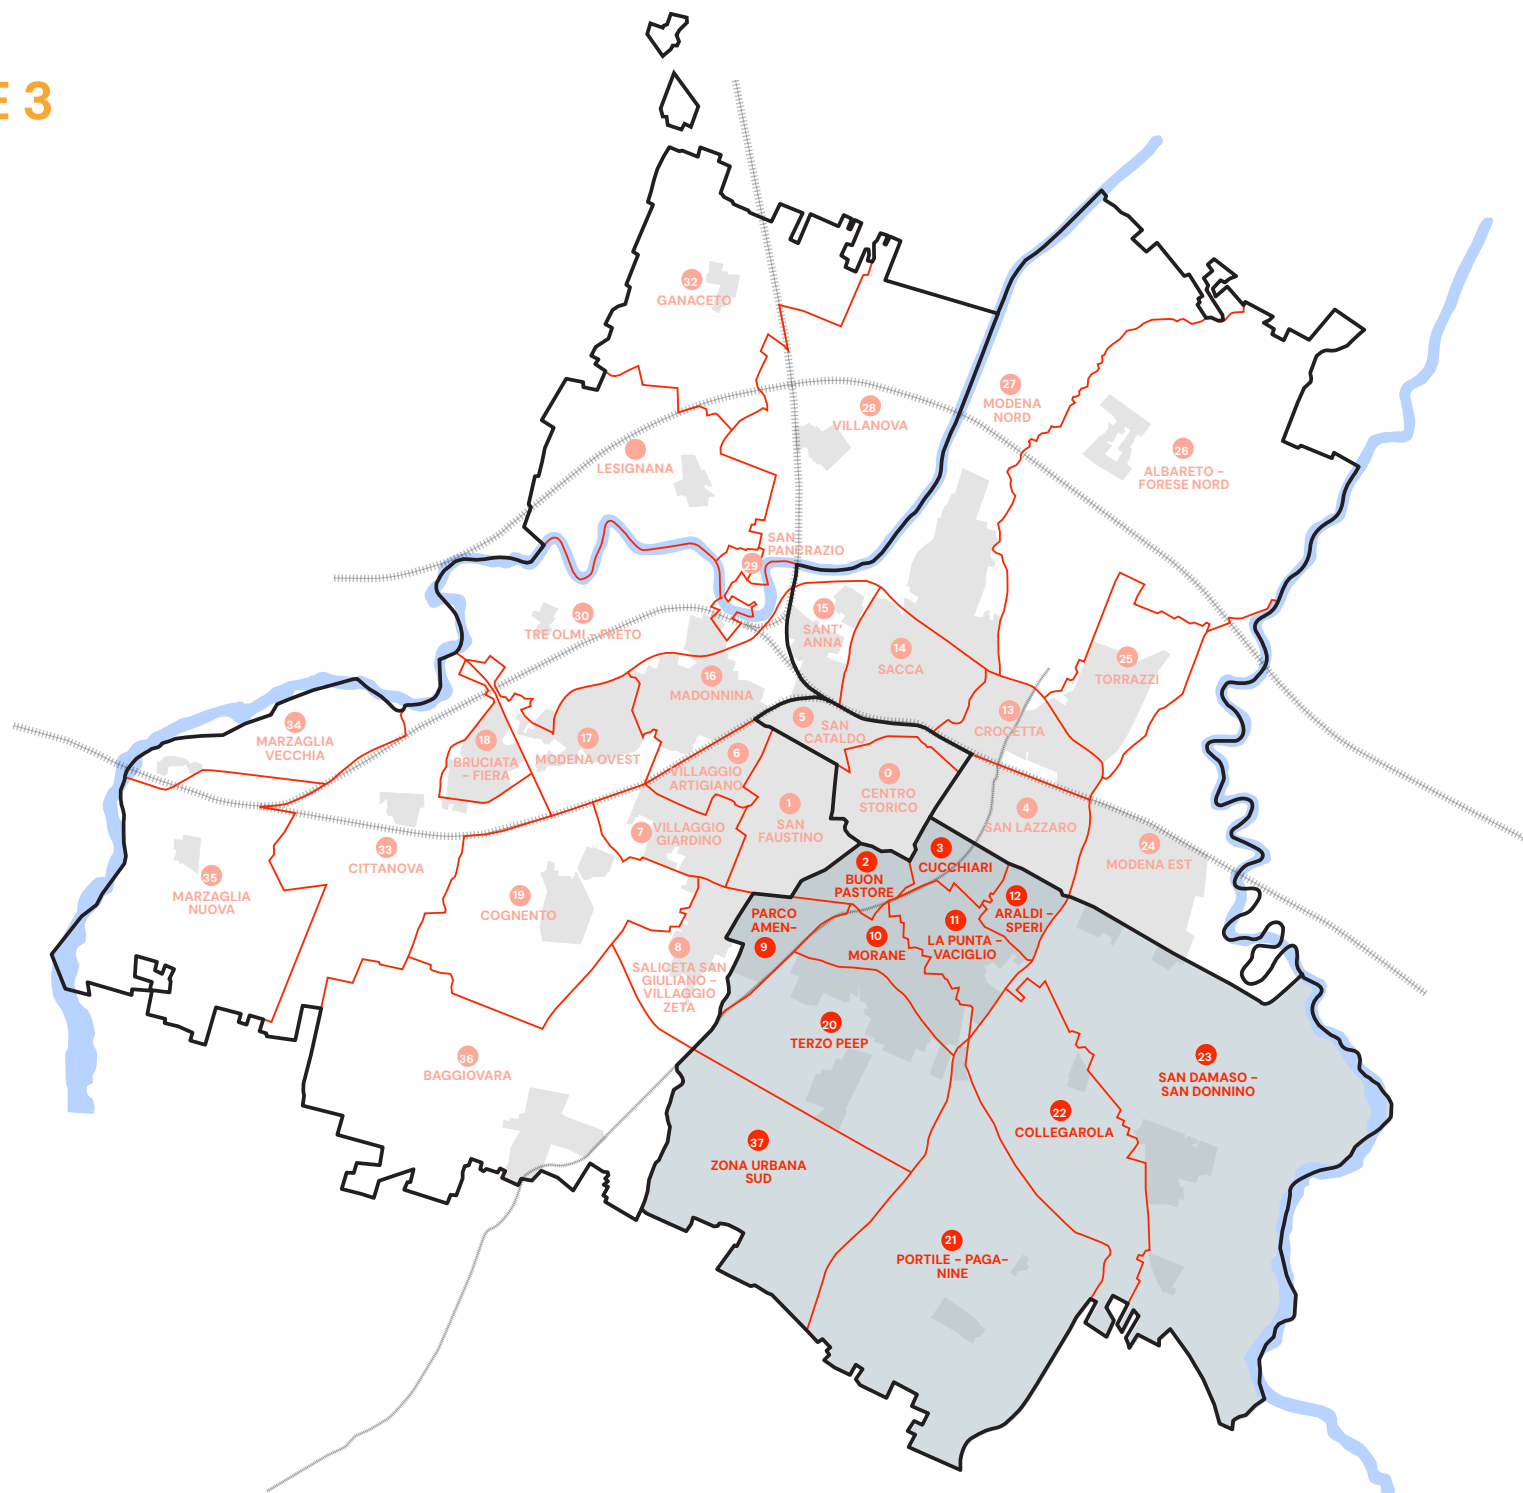 E 3
32
GANACETO
27
MODENA
NORD
28
VILLANOVA
26
ALBARETO –
FORESE NORD
LESIGNANA
SAN
PANCRAZIO
29
30
TRE OLMI – FRETO
15
SANT'
ANNA
14
SACCA
25
TORRAZZI
16
MADONNINA
34
MARZAGLIA
VECCHIA
18
BRUCIATA
– FIERA
17
MODENA OVEST
5
SAN
CATALDO
13
CROCETTA
6
VILLAGGIO
ARTIGIANO
0
CENTRO
STORICO
1
SAN
FAUSTINO
4
SAN LAZZARO
7
VILLAGGIO
GIARDINO
24
MODENA EST
33
CITTANOVA
3
CUCCHIARI
2
BUON
PASTORE
35
MARZAGLIA
NUOVA
19
COGNENTO
12
ARALDI –
SPERI
PARCO
AMEN-
9
11
LA PUNTA –
VACIGLIO
10
MORANE
8
SALICETA SAN
GIULIANO –
VILLAGGIO
ZETA
20
TERZO PEEP
36
BAGGIOVARA
23
SAN DAMASO –
SAN DONNINO
22
COLLEGAROLA
37
ZONA URBANA
SUD
21
PORTILE – PAGA-
NINE